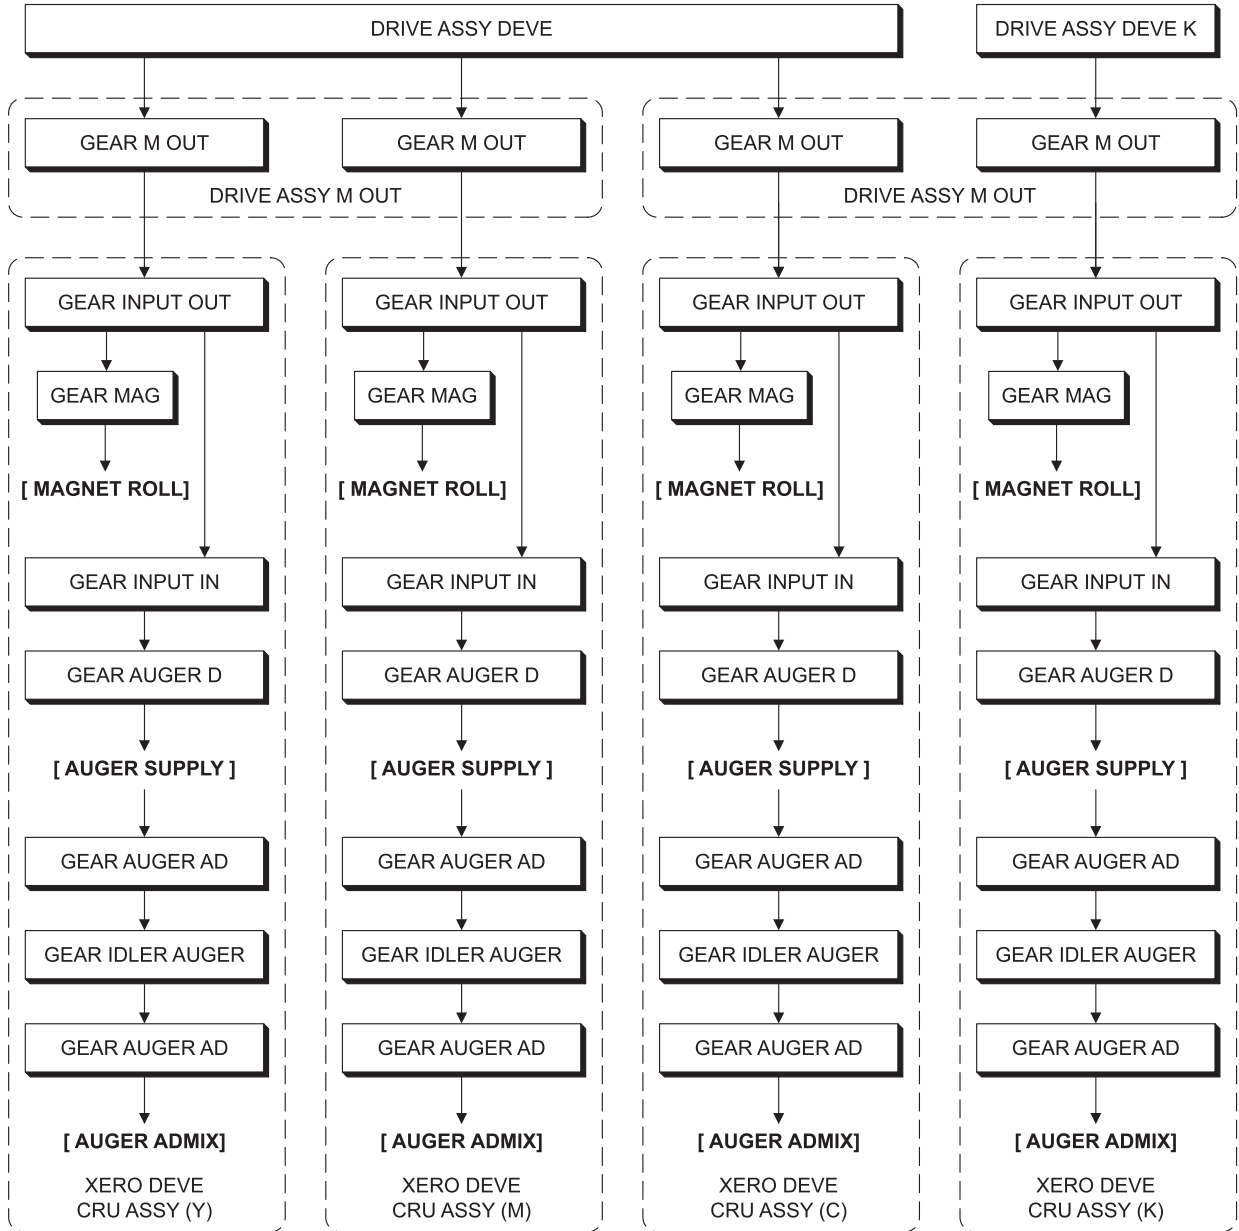 DRIVE ASSY DEVE
DRIVE ASSY DEVE K
GEAR M OUT
GEAR M OUT
GEAR M OUT
GEAR M OUT
DRIVE ASSY M OUT
DRIVE ASSY M OUT
GEAR INPUT OUT
GEAR INPUT OUT
GEAR INPUT OUT
GEAR INPUT OUT
GEAR MAG
GEAR MAG
GEAR MAG
GEAR MAG
[ MAGNET ROLL]
[ MAGNET ROLL]
[ MAGNET ROLL]
[ MAGNET ROLL]
GEAR INPUT IN
GEAR INPUT IN
GEAR INPUT IN
GEAR INPUT IN
GEAR AUGER D
GEAR AUGER D
GEAR AUGER D
GEAR AUGER D
[ AUGER SUPPLY ]
[ AUGER SUPPLY ]
[ AUGER SUPPLY ]
[ AUGER SUPPLY ]
GEAR AUGER AD
GEAR AUGER AD
GEAR AUGER AD
GEAR AUGER AD
GEAR IDLER AUGER
GEAR IDLER AUGER
GEAR IDLER AUGER
GEAR IDLER AUGER
GEAR AUGER AD
GEAR AUGER AD
GEAR AUGER AD
GEAR AUGER AD
[ AUGER ADMIX]
[ AUGER ADMIX]
[ AUGER ADMIX]
[ AUGER ADMIX]
XERO DEVE
CRU ASSY (Y)
XERO DEVE
CRU ASSY (M)
XERO DEVE
CRU ASSY (C)
XERO DEVE
CRU ASSY (K)